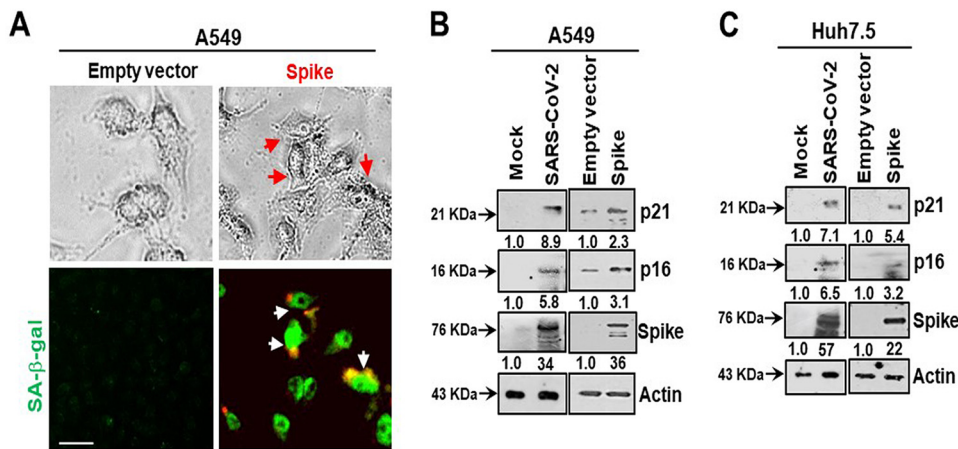 A
A549
Empty vector
Spike
SA-β-gal
B
A549
Mock
SARS-CoV-2
Empty vector
Spike
21 KDa
p21
1.0 8.9 1.0 2.3
16 KDa
p16
1.0 5.8 1.0 3.1
76 KDa
Spike
1.0 34 1.0 36
43 KDa
Actin
C
Huh7.5
Mock
SARS-CoV-2
Empty vector
Spike
21 KDa
p21
1.0 7.1 1.0 5.4
16 KDa
p16
1.0 6.5 1.0 3.2
76 KDa
Spike
1.0 57 1.0 22
43 KDa
Actin